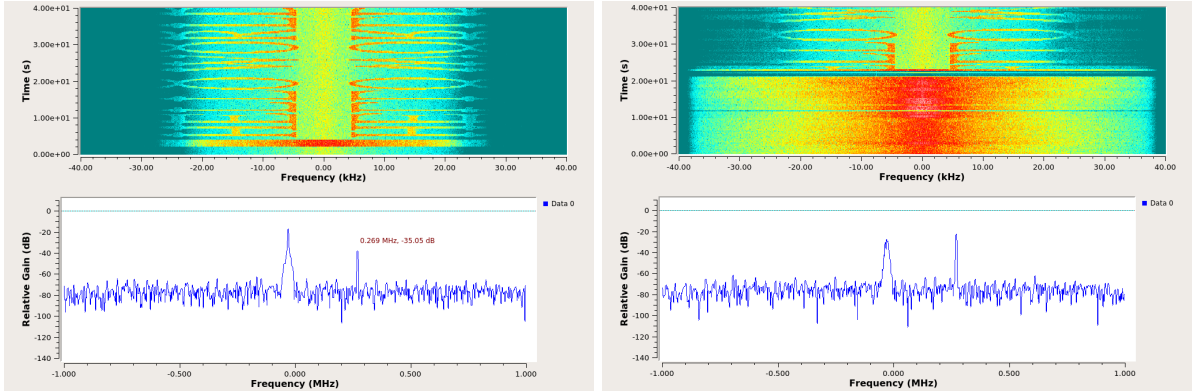 4.00e+01
3.00e+01
2.00e+01
1.00e+01
0.00e+00
Time (s)
-40.00 -30.00 -20.00 -10.00 0.00 10.00 20.00 30.00 40.00
Frequency (kHz)
4.00e+01
3.00e+01
2.00e+01
1.00e+01
0.00e+00
Time (s)
-40.00 -30.00 -20.00 -10.00 0.00 10.00 20.00 30.00 40.00
Frequency (kHz)
0
-20
-40
-60
-80
-100
-120
-140
Relative Gain (dB)
Data 0
0.269 MHz, -35.05 dB
-1.000 -0.500 0.000 0.500 1.000
Frequency (MHz)
0
-20
-40
-60
-80
-100
-120
-140
Relative Gain (dB)
Data 0
-1.000 -0.500 0.000 0.500 1.000
Frequency (MHz)